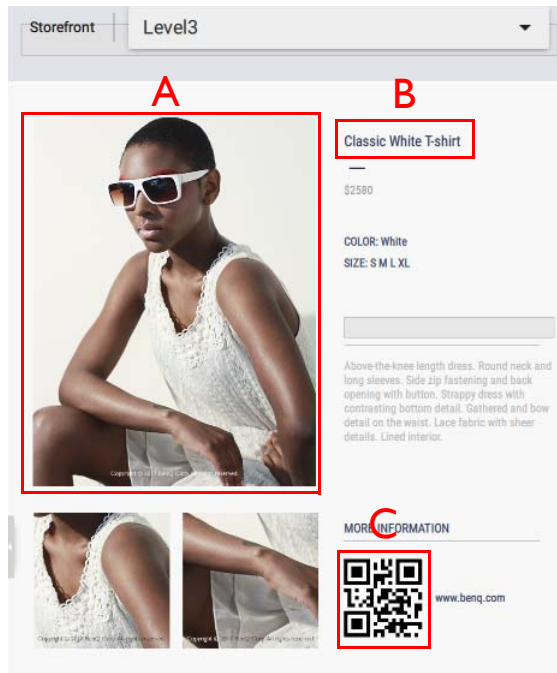 Storefront
Level3
A
B
Classic White T-shirt
$2580
COLOR: White
SIZE: S M L XL
Above-the-knee length dress. Round neck and
long sleeves. Side zip fastening and back
opening with button. Strappy dress with
contrasting bottom detail. Gathered and bow
detail on the waist. Lace fabric with sheer
details. Lined interior.
C
MORE INFORMATION
www.benq.com